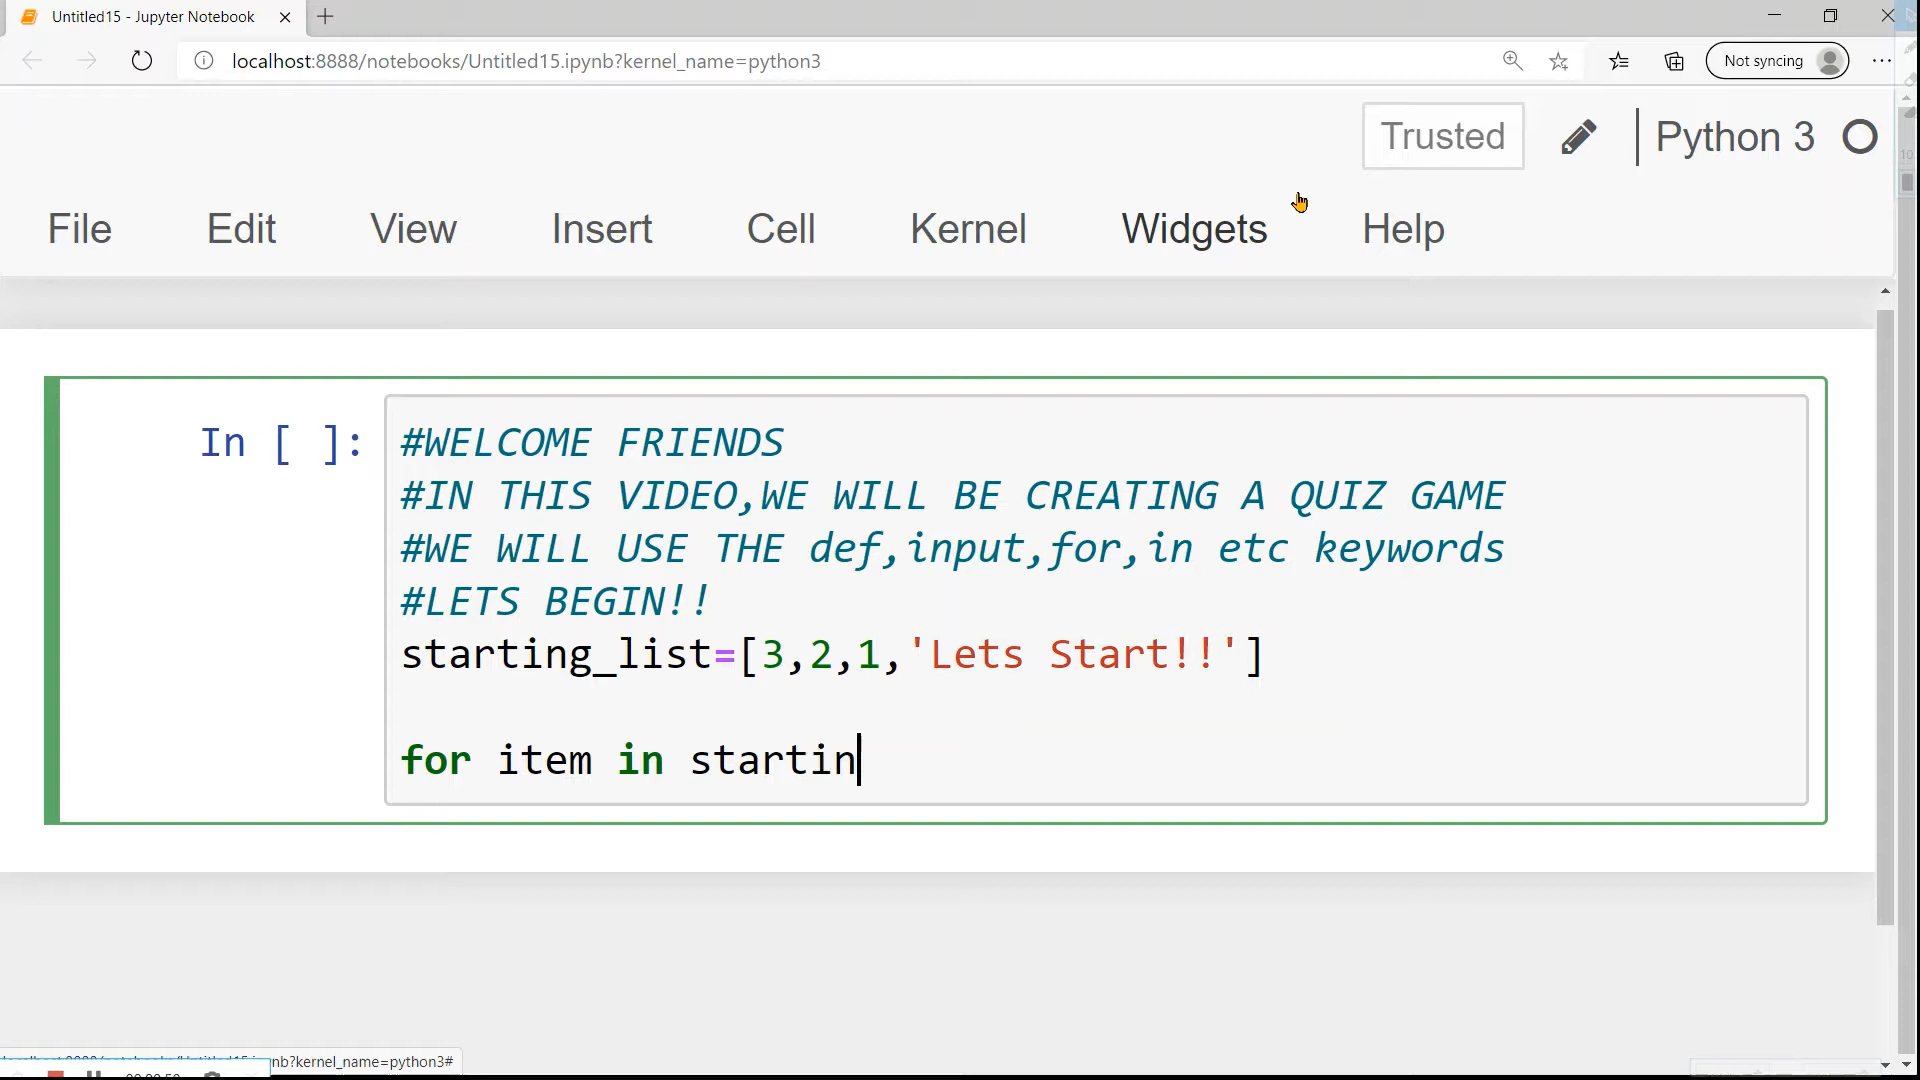 Untitled15 - Jupyter Notebook
localhost:8888/notebooks/Untitled15.ipynb?kernel_name=python3
Not syncing
Trusted
Python 3
File Edit View Insert Cell Kernel Widgets Help
In [ ]:
#WELCOME FRIENDS
#IN THIS VIDEO,WE WILL BE CREATING A QUIZ GAME
#WE WILL USE THE def,input,for,in etc keywords
#LETS BEGIN!!
starting_list=[3,2,1,'Lets Start!!']
for item in startin
10
nb?kernel_name=python3#